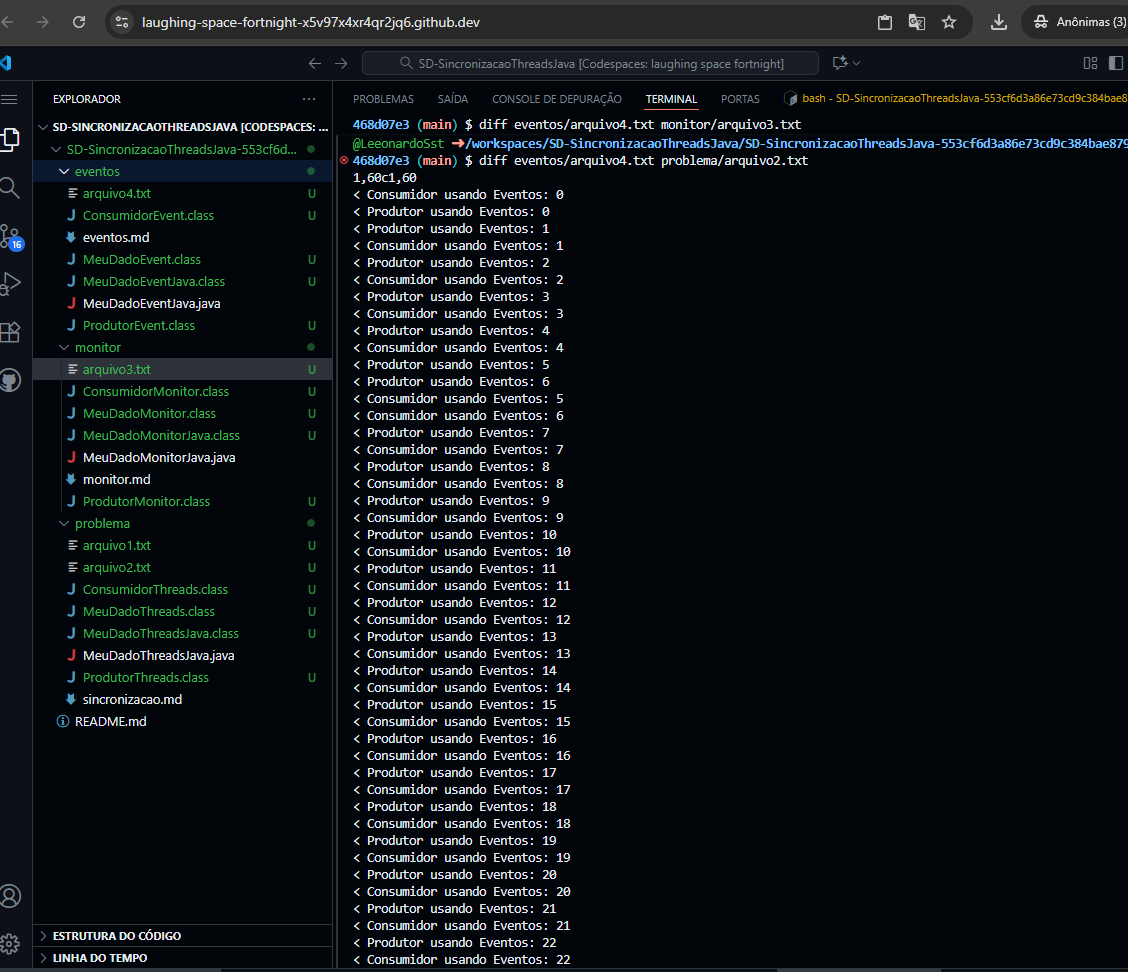 laughing-space-fortnight-x5v97x4xr4qr2jq6.github.dev
Anônimas (3)
SD-SincronizacaoThreadsJava [Codespaces: laughing space fortnight]
EXPLORADOR
SD-SINCRONIZACAOTHREADSJAVA [CODESPACES: ...
SD-SincronizacaoThreadsJava-553cf6d...
eventos
arquivo4.txt U
ConsumidorEvent.class U
eventos.md
MeuDadoEvent.class U
MeuDadoEventJava.class U
MeuDadoEventJava.java
ProdutorEvent.class U
monitor
arquivo3.txt U
ConsumidorMonitor.class U
MeuDadoMonitor.class U
MeuDadoMonitorJava.class U
MeuDadoMonitorJava.java
monitor.md
ProdutorMonitor.class U
problema
arquivo1.txt U
arquivo2.txt U
ConsumidorThreads.class U
MeuDadoThreads.class U
MeuDadoThreadsJava.class U
MeuDadoThreadsJava.java
ProdutorThreads.class U
sincronizacao.md
README.md
16
ESTRUTURA DO CÓDIGO
LINHA DO TEMPO
PROBLEMAS SAÍDA CONSOLE DE DEPURAÇÃO TERMINAL PORTAS bash - SD-SincronizacaoThreadsJava-553cf6d3a86e73cd9c384bae8
468d07e3 (main) $ diff eventos/arquivo4.txt monitor/arquivo3.txt
@LeeonardoSst ➜/workspaces/SD-SincronizacaoThreadsJava/SD-SincronizacaoThreadsJava-553cf6d3a86e73cd9c384bae879
468d07e3 (main) $ diff eventos/arquivo4.txt problema/arquivo2.txt
1,60c1,60
< Consumidor usando Eventos: 0
< Produtor usando Eventos: 0
< Produtor usando Eventos: 1
< Consumidor usando Eventos: 1
< Produtor usando Eventos: 2
< Consumidor usando Eventos: 2
< Produtor usando Eventos: 3
< Consumidor usando Eventos: 3
< Produtor usando Eventos: 4
< Consumidor usando Eventos: 4
< Produtor usando Eventos: 5
< Produtor usando Eventos: 6
< Consumidor usando Eventos: 5
< Consumidor usando Eventos: 6
< Produtor usando Eventos: 7
< Consumidor usando Eventos: 7
< Produtor usando Eventos: 8
< Consumidor usando Eventos: 8
< Produtor usando Eventos: 9
< Consumidor usando Eventos: 9
< Produtor usando Eventos: 10
< Consumidor usando Eventos: 10
< Produtor usando Eventos: 11
< Consumidor usando Eventos: 11
< Produtor usando Eventos: 12
< Consumidor usando Eventos: 12
< Produtor usando Eventos: 13
< Consumidor usando Eventos: 13
< Produtor usando Eventos: 14
< Consumidor usando Eventos: 14
< Produtor usando Eventos: 15
< Consumidor usando Eventos: 15
< Produtor usando Eventos: 16
< Consumidor usando Eventos: 16
< Produtor usando Eventos: 17
< Consumidor usando Eventos: 17
< Produtor usando Eventos: 18
< Consumidor usando Eventos: 18
< Produtor usando Eventos: 19
< Consumidor usando Eventos: 19
< Produtor usando Eventos: 20
< Consumidor usando Eventos: 20
< Produtor usando Eventos: 21
< Consumidor usando Eventos: 21
< Produtor usando Eventos: 22
< Consumidor usando Eventos: 22